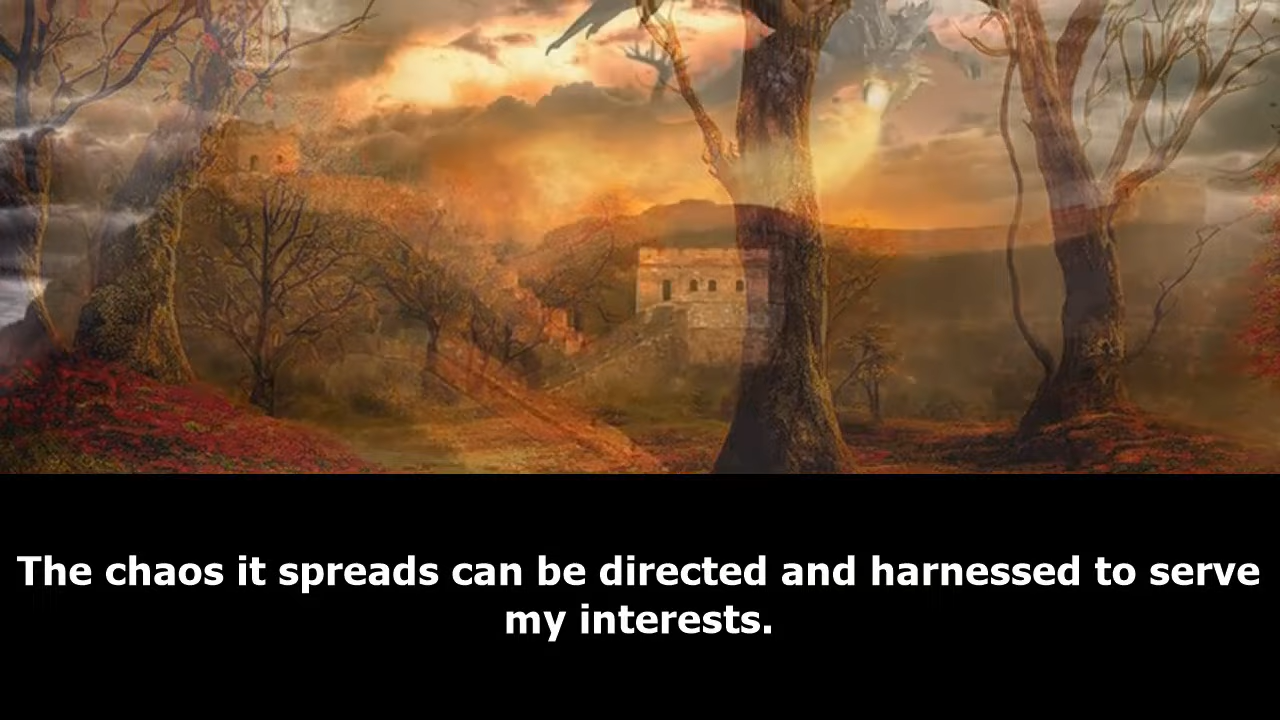 The chaos it spreads can be directed and harnessed to serve
my interests.